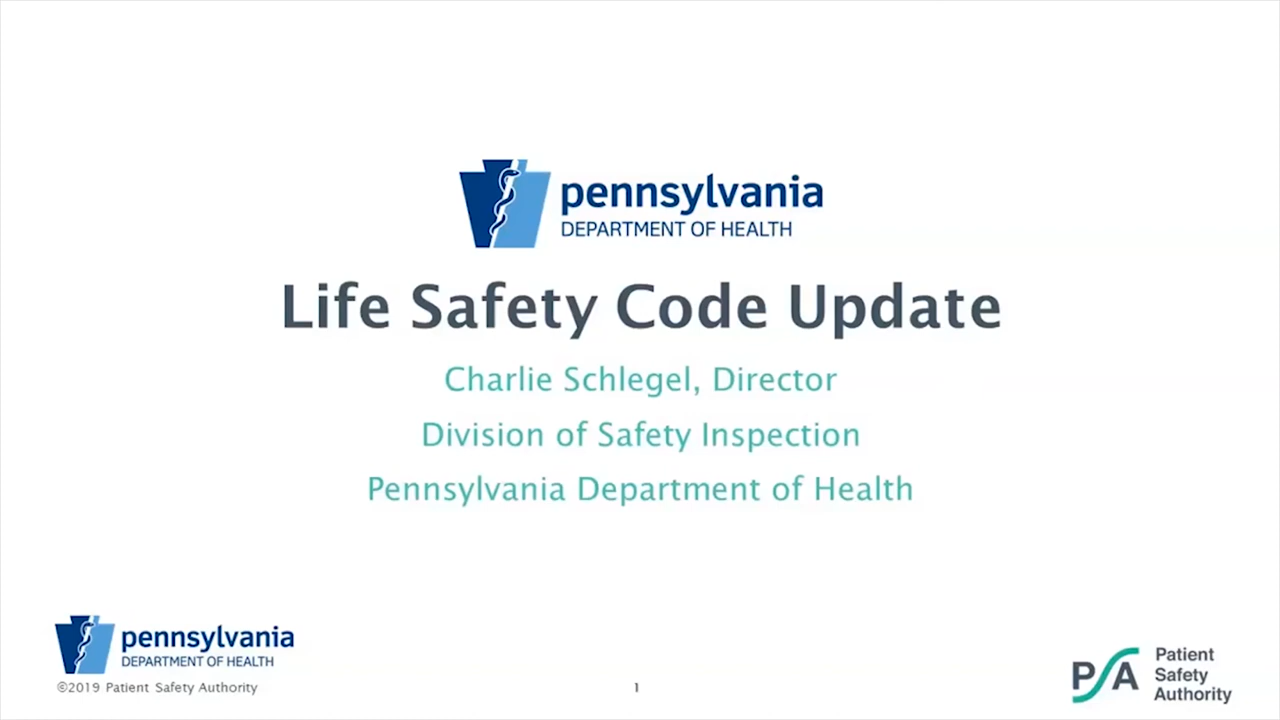 pennsylvania
DEPARTMENT OF HEALTH
Life Safety Code Update
Charlie Schlegel, Director
Division of Safety Inspection
Pennsylvania Department of Health
pennsylvania
DEPARTMENT OF HEALTH
©2019 Patient Safety Authority
1
PSA
Patient
Safety
Authority